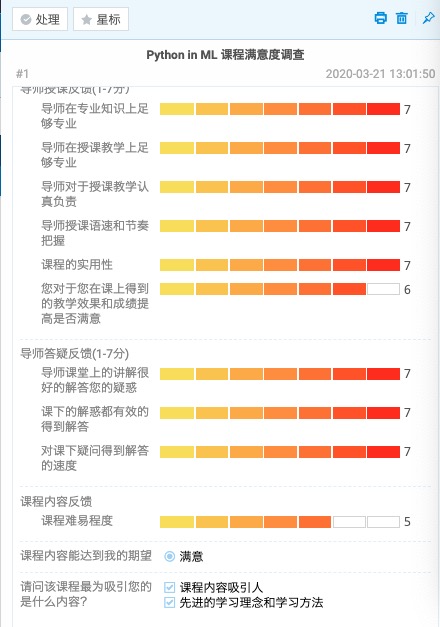 处理
星标
Python in ML 课程满意度调查
#1 2020-03-21 13:01:50
导师授课反馈(1-7分)
导师在专业知识上足
够专业
7
导师在授课教学上足
够专业
7
导师对于授课教学认
真负责
7
导师授课语速和节奏
把握
7
课程的实用性
7
您对于您在课上得到
的教学效果和成绩提
高是否满意
6
导师答疑反馈(1-7分)
导师课堂上的讲解很
好的解答您的疑惑
7
课下的解惑都有效的
得到解答
7
对课下疑问得到解答
的速度
7
课程内容反馈
课程难易程度
5
课程内容能达到我的期望
满意
请问该课程最为吸引您的
是什么内容?
课程内容吸引人
先进的学习理念和学习方法